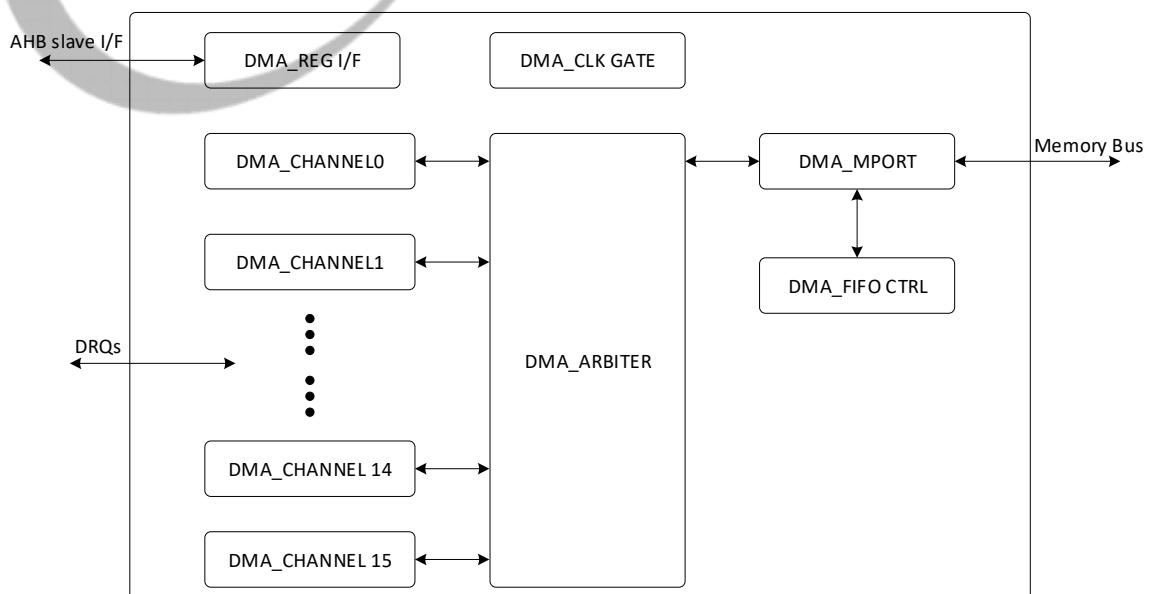 AHB slave I/F
DMA_REG I/F
DMA_CLK GATE
DMA_CHANNEL0
DMA_MPORT
Memory Bus
DMA_CHANNEL1
DMA_FIFO CTRL
DRQs
DMA_ARBITER
DMA_CHANNEL 14
DMA_CHANNEL 15